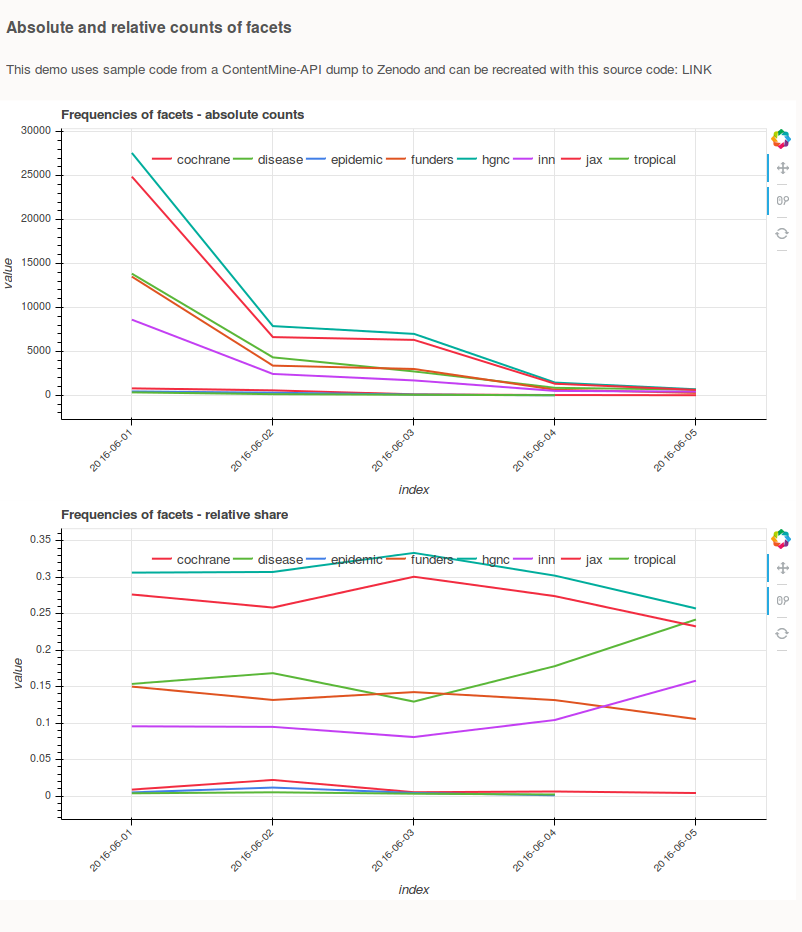 Absolute and relative counts of facets
This demo uses sample code from a ContentMine-API dump to Zenodo and can be recreated with this source code: LINK
Frequencies of facets - absolute counts
30000
cochrane disease epidemic funders hgnc inn jax tropical
25000
20000
value
15000
10000
5000
0
2016-06-01 2016-06-02 2016-06-03 2016-06-04 2016-06-05
index
Frequencies of facets - relative share
0.35
cochrane disease epidemic funders hgnc inn jax tropical
0.3
0.25
0.2
value
0.15
0.1
0.05
0
2016-06-01 2016-06-02 2016-06-03 2016-06-04 2016-06-05
index